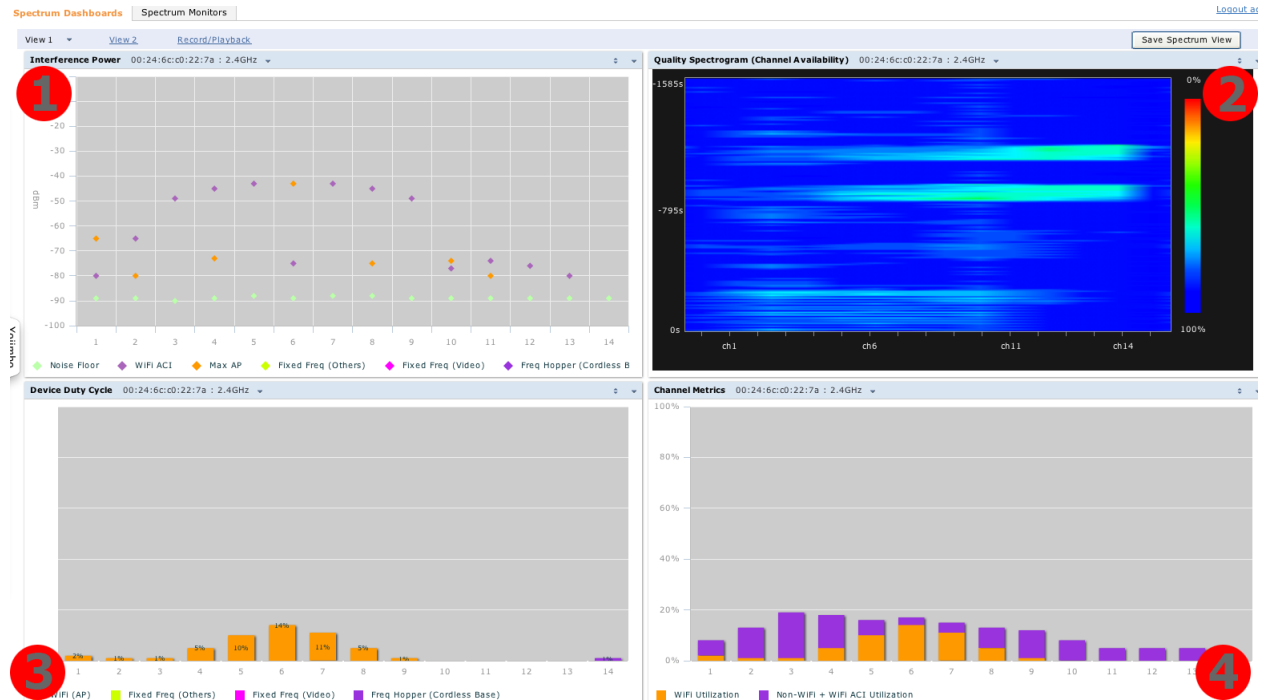 Spectrum Dashboards Spectrum Monitors Logout ad
View 1 View 2 Record/Playback Save Spectrum View
Interference Power 00:24:6c:c0:22:7a : 2.4GHz
1
-20
-30
-40
-50
-60
-70
-80
-90
-100
dBm
1 2 3 4 5 6 7 8 9 10 11 12 13 14
Noise Floor WiFi ACI Max AP Fixed Freq (Others) Fixed Freq (Video) Freq Hopper (Cordless B
Quality Spectrogram (Channel Availability) 00:24:6c:c0:22:7a : 2.4GHz
2
-1585s
-795s
0s
ch1 ch6 ch11 ch14
0%
100%
Yojimbo
Device Duty Cycle 00:24:6c:c0:22:7a : 2.4GHz
2% 1% 1% 5% 10% 14% 11% 5% 1% 1%
1 2 3 4 5 6 7 8 9 10 11 12 13 14
3
WiFi (AP) Fixed Freq (Others) Fixed Freq (Video) Freq Hopper (Cordless Base)
Channel Metrics 00:24:6c:c0:22:7a : 2.4GHz
100%
80%
60%
40%
20%
0%
1 2 3 4 5 6 7 8 9 10 11 12 13
4
WiFi Utilization Non-WiFi + WiFi ACI Utilization